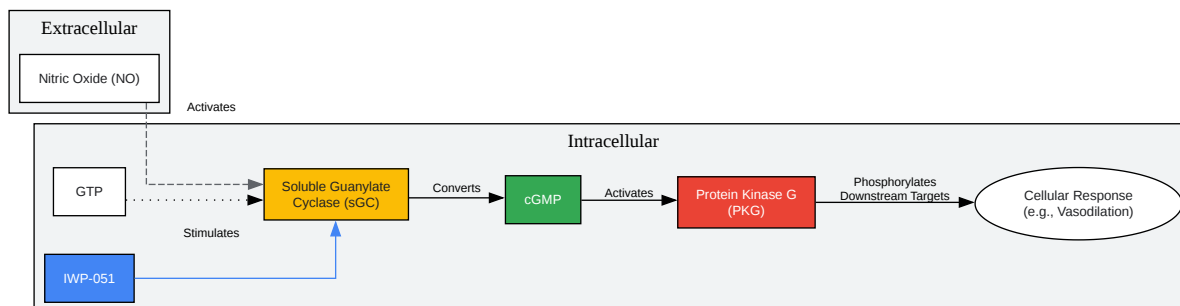 Extracellular
Nitric Oxide (NO)
Activates
Intracellular
GTP
Soluble Guanylate
Cyclase (sGC)
Converts
cGMP
Activates
Protein Kinase G
(PKG)
Phosphorylates
Downstream Targets
Cellular Response
(e.g., Vasodilation)
Stimulates
IWP-051